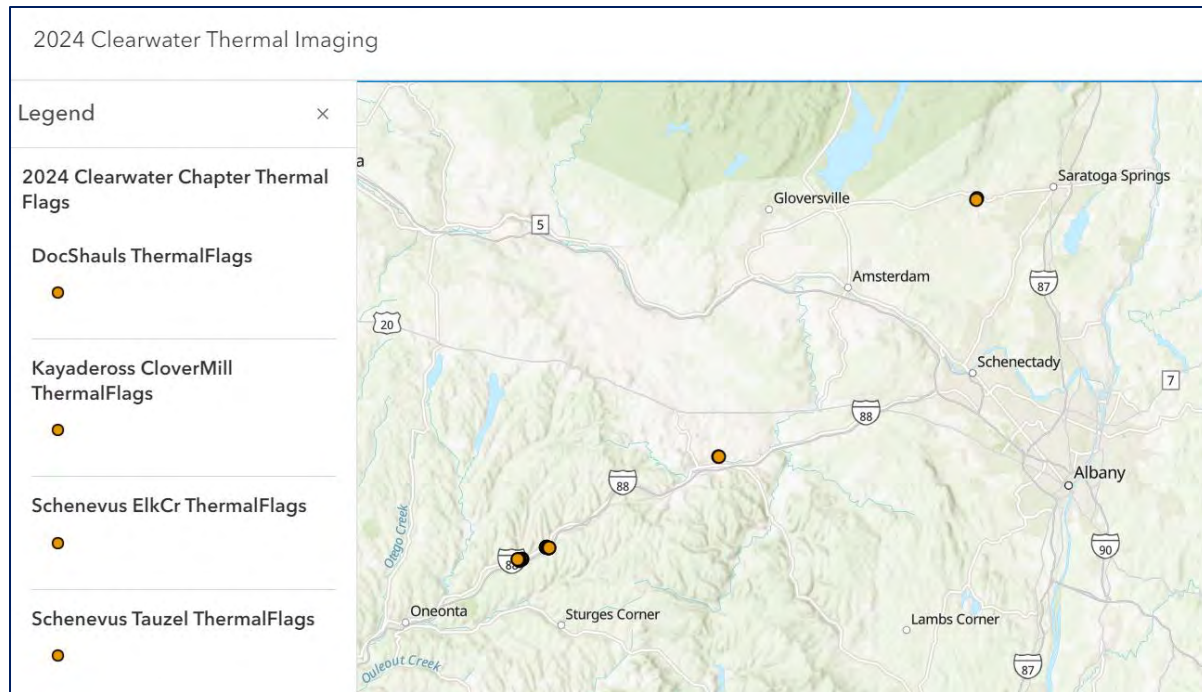 2024 Clearwater Thermal Imaging
Legend
×
2024 Clearwater Chapter Thermal
Flags
DocShauls ThermalFlags
Kayadeross CloverMill
ThermalFlags
Schenevus ElkCr ThermalFlags
Schenevus Tauzel ThermalFlags
a
Saratoga Springs
Gloversville
5
Amsterdam
87
20
Schenectady
7
88
Albany
88
Otego Creek
90
88
Oneonta
Sturges Corner
Lambs Corner
Ouleout Creek
87